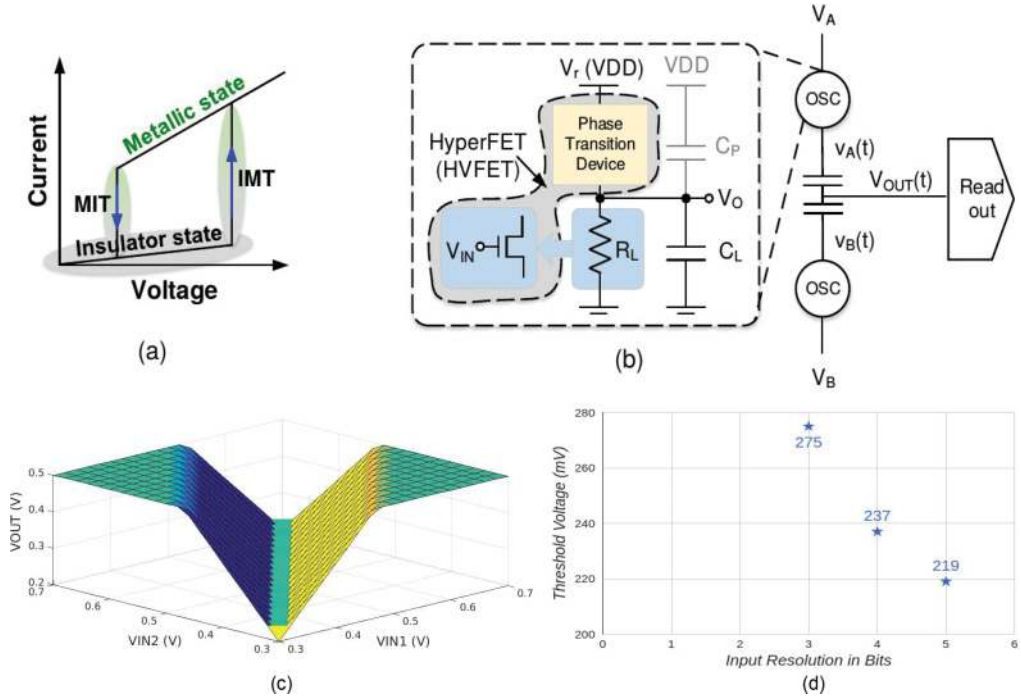 Current
Metallic state
MIT
IMT
Insulator state
Voltage
(a)
HyperFET
(HVFET)
Vr (VDD)
VDD
Phase
Transition
Device
CP
VO
VIN
RL
CL
(b)
VA
OSC
vA(t)
VOUT(t)
Read
out
vB(t)
OSC
VB
VOUT (V)
0.5
0.4
0.3
0.2
0.7
0.6
0.5
0.4
0.3
VIN2 (V)
0.3
0.4
0.5
0.6
0.7
VIN1 (V)
(c)
Threshold Voltage (mV)
280
260
240
220
200
275
237
219
0
1
2
3
4
5
6
Input Resolution in Bits
(d)